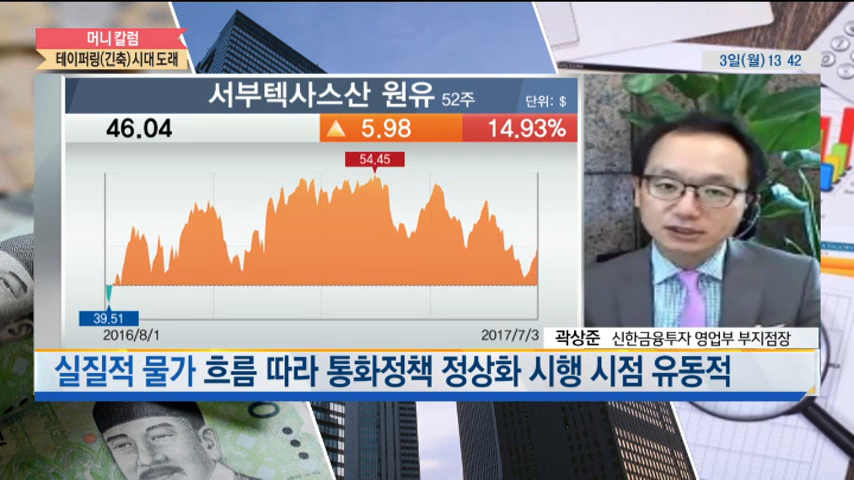 머니 칼럼
테이퍼링(긴축)시대 도래
3일(월) 13 42
서부텍사스산 원유 52주
단위: $
46.04
5.98
14.93%
54.45
39.51
2016/8/1
2017/7/3
곽상준 신한금융투자 영업부 부지점장
실질적 물가 흐름 따라 통화정책 정상화 시행 시점 유동적